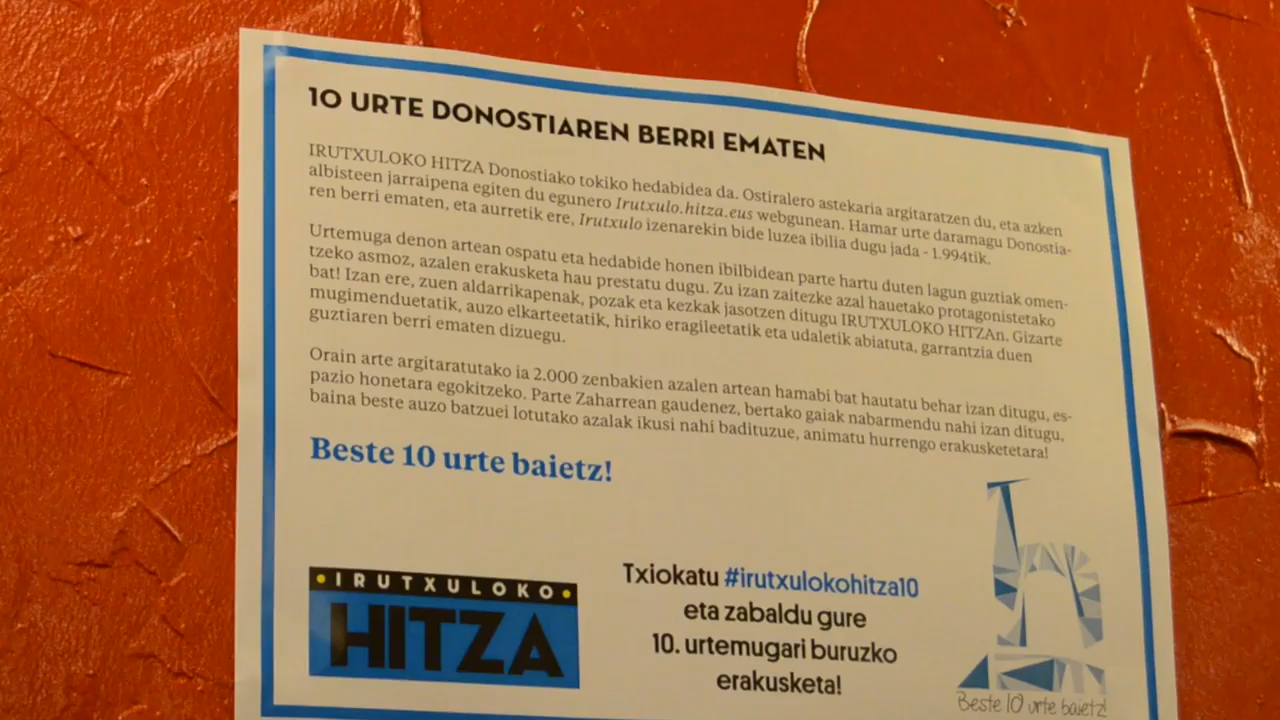 10 URTE DONOSTIAREN BERRI EMATEN
IRUTXULOKO HITZA Donostiako tokiko hedabidea da. Ostiralero astekaria argitaratzen du, eta azken
albisteen jarraipena egiten du egunero Irutxulo.hitza.eus webgunean. Hamar urte daramagu Donostia-
ren berri ematen, eta aurretik ere, Irutxulo izenarekin bide luzea ibilia dugu jada - 1.994tik.
Urtemuga denon artean ospatu eta hedabide honen ibilbidean parte hartu duten lagun guztiak omen-
tzeko asmoz, azalen erakusketa hau prestatu dugu. Zu izan zaitezke azal hauetako protagonistetako
bat! Izan ere, zuen aldarrikapenak, pozak eta kezkak jasotzen ditugu IRUTXULOKO HITZAn. Gizarte
mugimenduetatik, auzo elkarteetatik, hiriko eragileetatik eta udaletik abiatuta, garrantzia duen
guztiaren berri ematen dizuegu.
Orain arte argitaratutako ia 2.000 zenbakien azalen artean hamabi bat hautatu behar izan ditugu, es-
pazio honetara egokitzeko. Parte Zaharrean gaudenez, bertako gaiak nabarmendu nahi izan ditugu,
baina beste auzo batzuei lotutako azalak ikusi nahi badituzue, animatu hurrengo erakusketetara!
Beste 10 urte baietz!
IRUTXULOKO
HITZA
Txiokatu #irutxulokohitza10
eta zabaldu gure
10. urtemugari buruzko
erakusketa!
Beste 10 urte baietz!